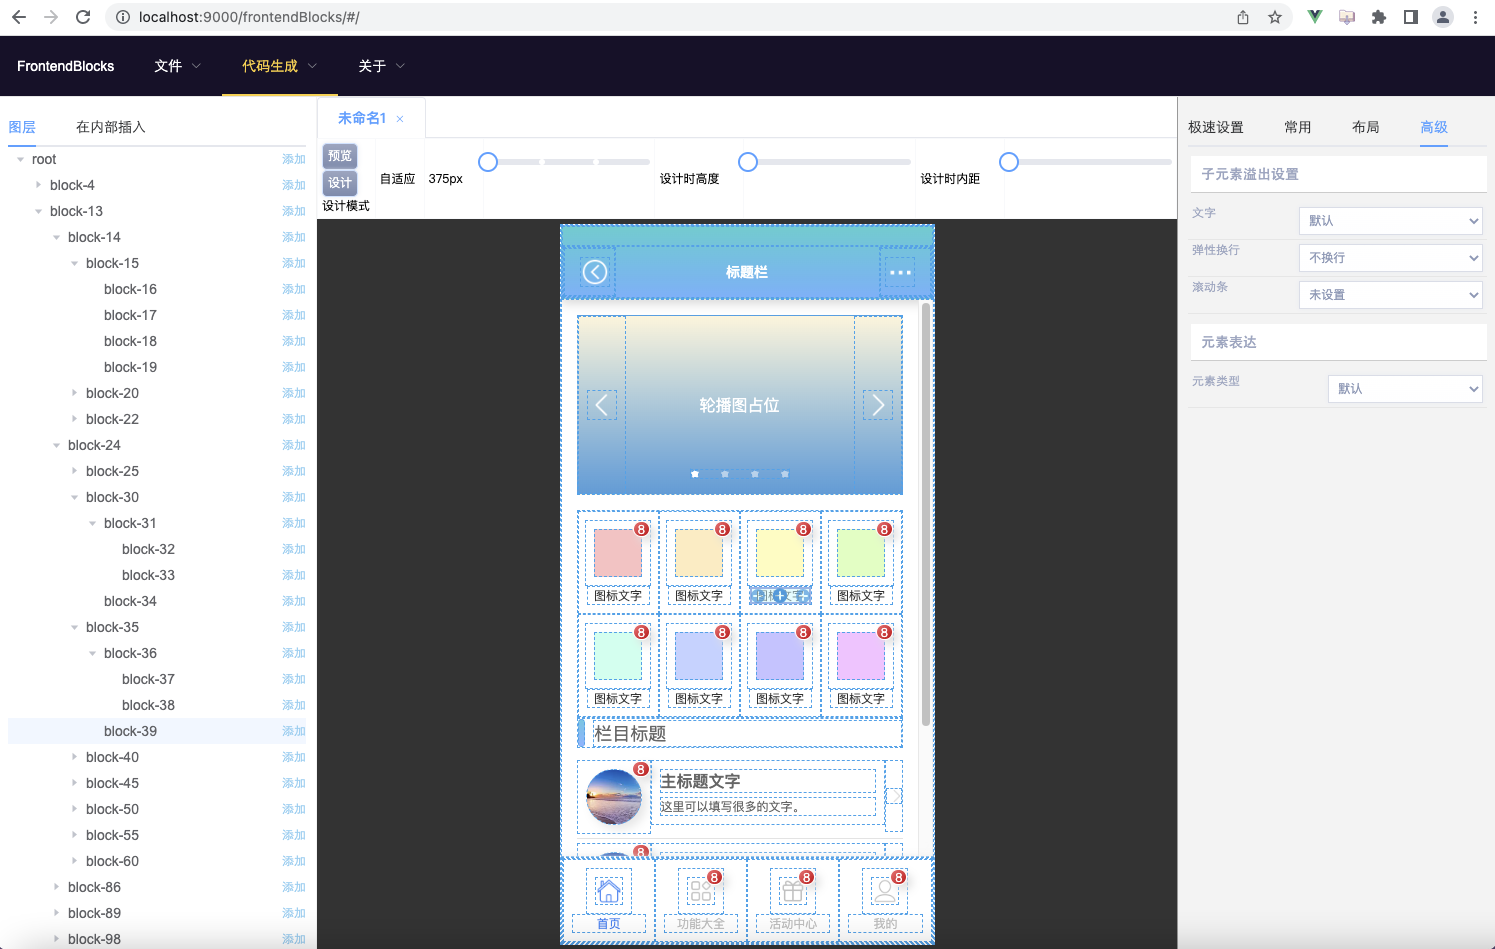 localhost:9000/frontendBlocks/#/
FrontendBlocks
文件
代码生成
关于
图层
在内部插入
root 添加
block-4 添加
block-13 添加
block-14 添加
block-15 添加
block-16 添加
block-17 添加
block-18 添加
block-19 添加
block-20 添加
block-22 添加
block-24 添加
block-25 添加
block-30 添加
block-31 添加
block-32 添加
block-33 添加
block-34 添加
block-35 添加
block-36 添加
block-37 添加
block-38 添加
block-39 添加
block-40 添加
block-45 添加
block-50 添加
block-55 添加
block-60 添加
block-86 添加
block-89 添加
block-98 添加
未命名1 ×
预览
设计
设计模式
自适应
375px
设计时高度
设计时内距
标题栏
轮播图占位
8 8 8 8
图标文字 图标文字 图标文字 图标文字
8 8 8 8
图标文字 图标文字 图标文字 图标文字
栏目标题
8
主标题文字
这里可以填写很多的文字。
8
8 8 8
首页 功能大全 活动中心 我的
极速设置 常用 布局 高级
子元素溢出设置
文字 默认
弹性换行 不换行
滚动条 未设置
元素表达
元素类型 默认